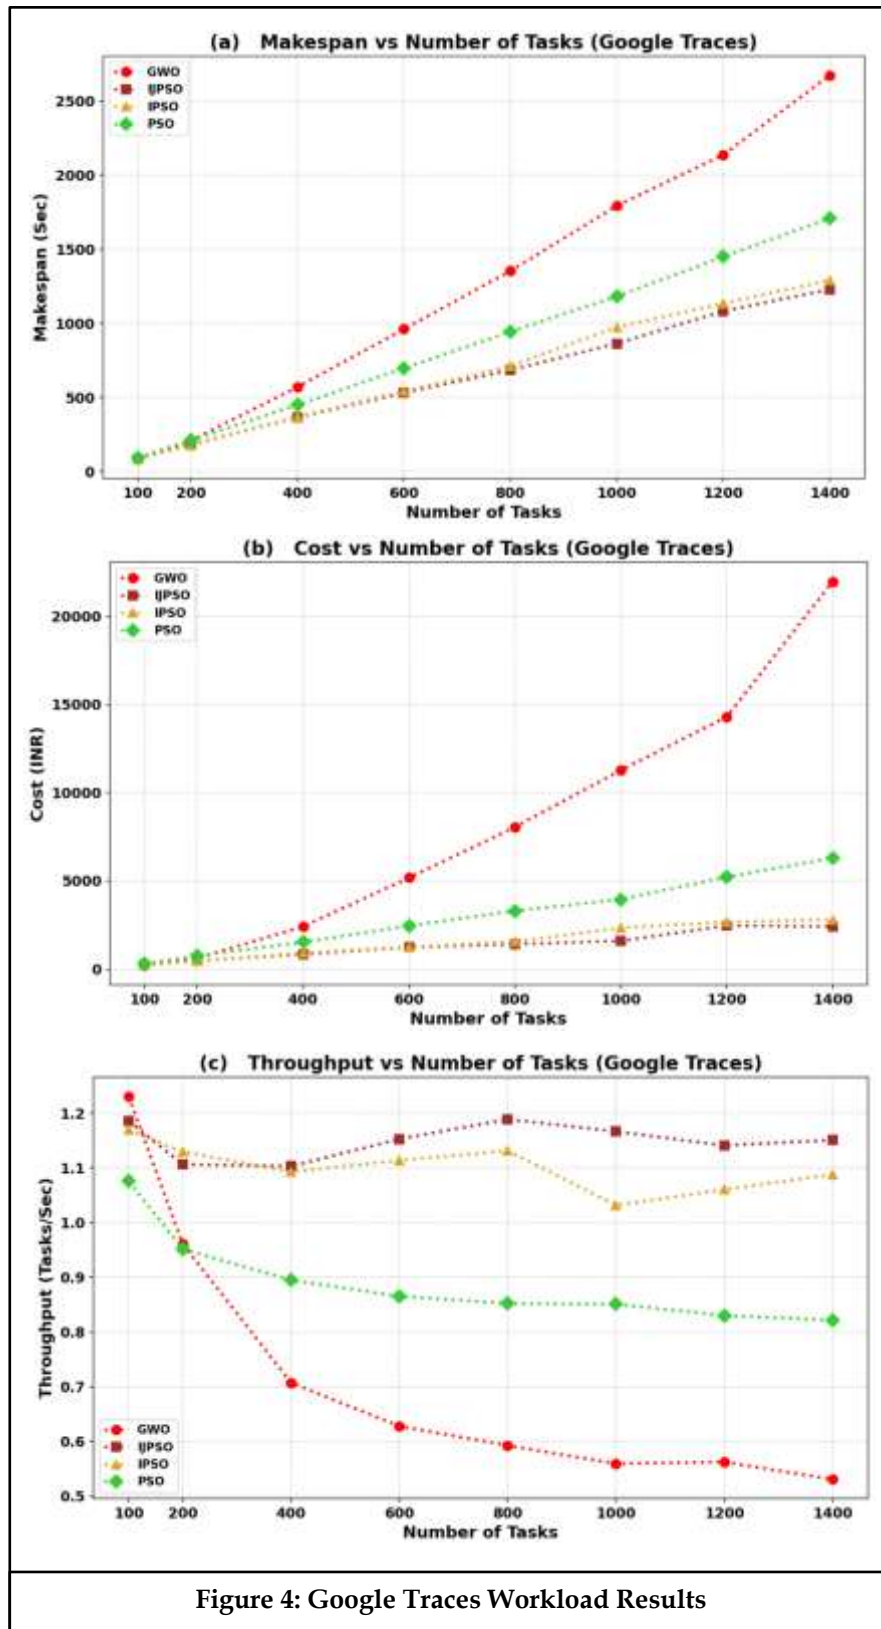 (a) Makespan vs Number of Tasks (Google Traces)
GWO
IJPSO
IPSO
PSO
Makespan (Sec)
2500
2000
1500
1000
500
0
100 200 400 600 800 1000 1200 1400
Number of Tasks
(b) Cost vs Number of Tasks (Google Traces)
GWO
IJPSO
IPSO
PSO
Cost (INR)
20000
15000
10000
5000
0
100 200 400 600 800 1000 1200 1400
Number of Tasks
(c) Throughput vs Number of Tasks (Google Traces)
Throughput (Tasks/Sec)
1.2
1.1
1.0
0.9
0.8
0.7
0.6
0.5
GWO
IJPSO
IPSO
PSO
100 200 400 600 800 1000 1200 1400
Number of Tasks
Figure 4: Google Traces Workload Results